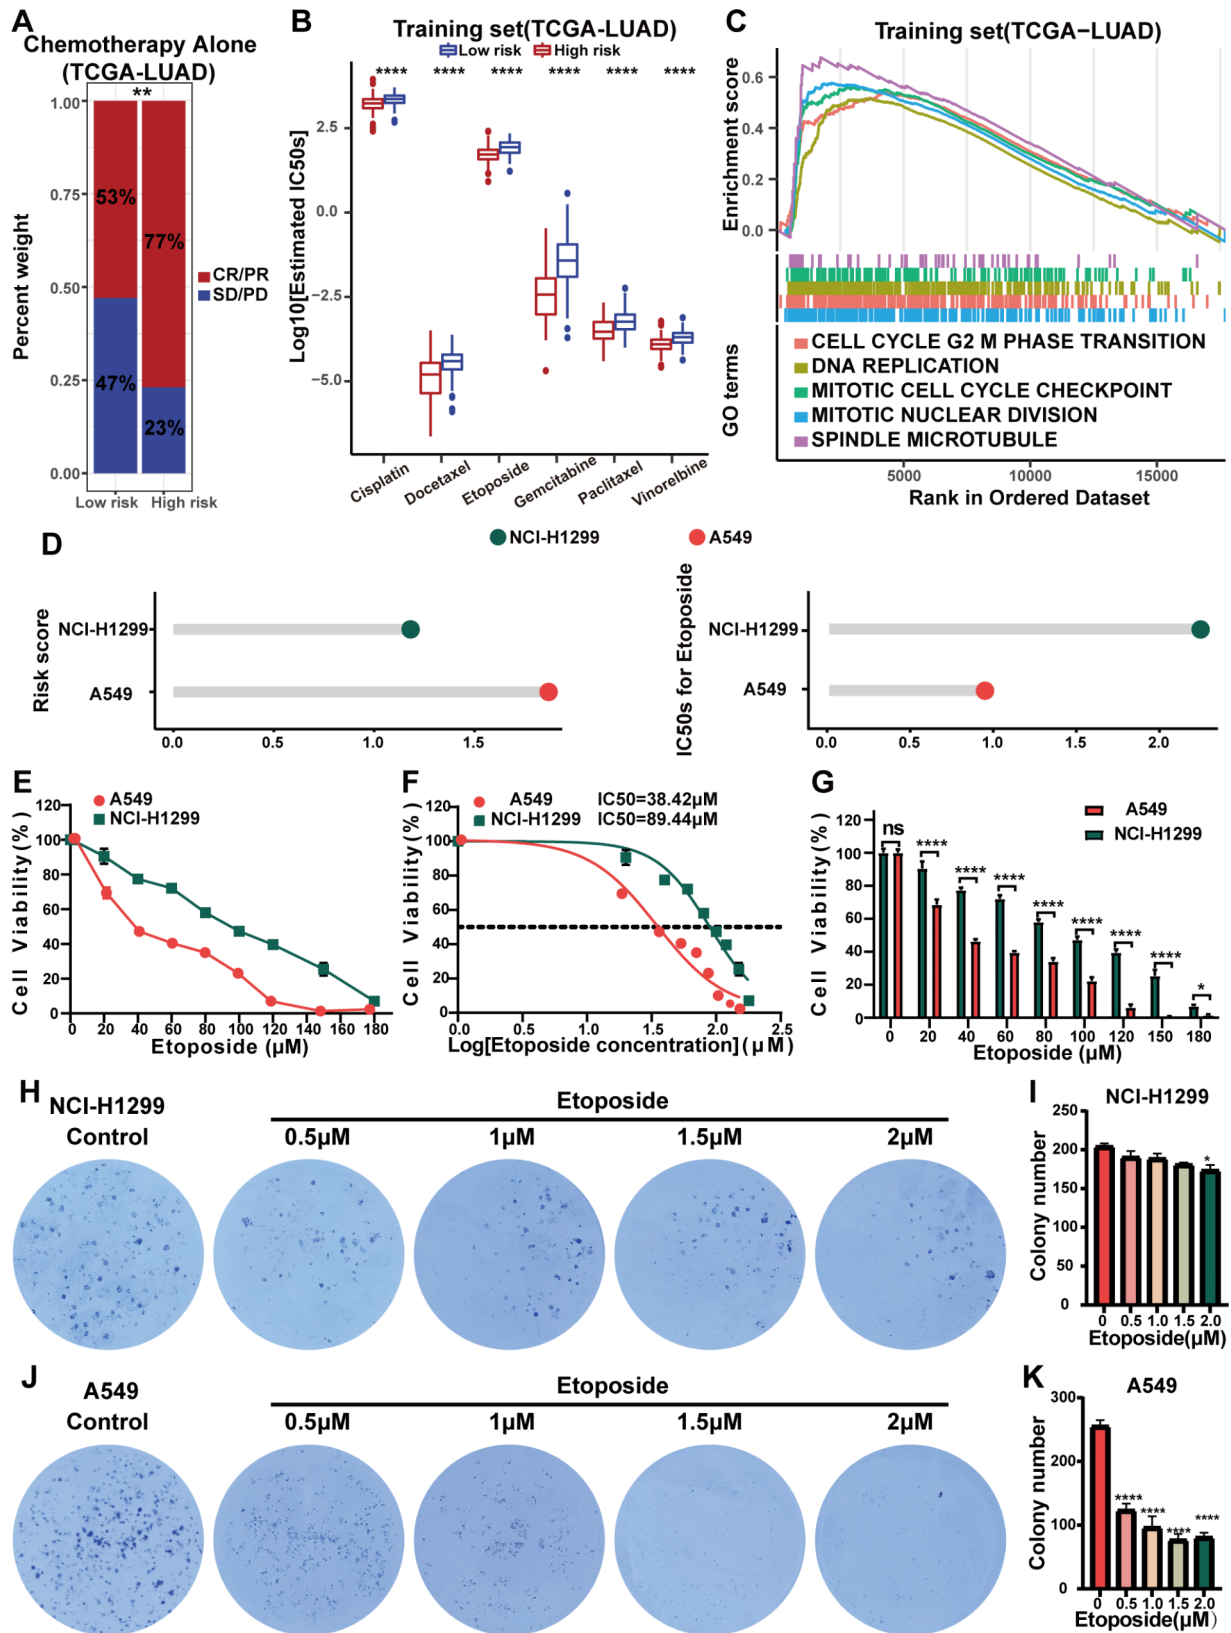 A
Chemotherapy Alone
(TCGA-LUAD)
**
1.00
0.75
0.50
0.25
0.00
Percent weight
53%
77%
47%
23%
CR/PR
SD/PD
Low risk
High risk
B
Training set(TCGA-LUAD)
Low risk
High risk
**** **** **** **** **** ****
Log10[Estimated IC50s]
2.5
0.0
−2.5
−5.0
Cisplatin
Docetaxel
Etoposide
Gemcitabine
Paclitaxel
Vinorelbine
C
Training set(TCGA−LUAD)
Enrichment score
0.6
0.4
0.2
0.0
GO terms
CELL CYCLE G2 M PHASE TRANSITION
DNA REPLICATION
MITOTIC CELL CYCLE CHECKPOINT
MITOTIC NUCLEAR DIVISION
SPINDLE MICROTUBULE
5000 10000 15000
Rank in Ordered Dataset
D
NCI-H1299
A549
Risk score
NCI-H1299
A549
0.0 0.5 1.0 1.5
IC50s for Etoposide
NCI-H1299
A549
0.0 0.5 1.0 1.5 2.0
E
A549
NCI-H1299
Cell Viability(%)
120
100
80
60
40
20
0
0 20 40 60 80 100 120 140 160 180
Etoposide (μM)
F
A549 IC50=38.42μM
NCI-H1299 IC50=89.44μM
Cell Viability(%)
120
100
80
60
40
20
0
0.0 0.5 1.0 1.5 2.0 2.5
Log[Etoposide concentration](μM)
G
A549
NCI-H1299
Cell Viability(%)
120
80
60
40
20
0
ns **** **** **** **** **** **** **** *
0 20 40 60 80 100 120 150 180
Etoposide (μM)
H
NCI-H1299
Control
Etoposide
0.5μM 1μM 1.5μM 2μM
I
NCI-H1299
Colony number
250
200
150
100
50
0
*
0 0.5 1.0 1.5 2.0
Etoposide(μM)
J
A549
Control
Etoposide
0.5μM 1μM 1.5μM 2μM
K
A549
Colony number
300
200
100
0
**** **** **** ****
0 0.5 1.0 1.5 2.0
Etoposide(μM)